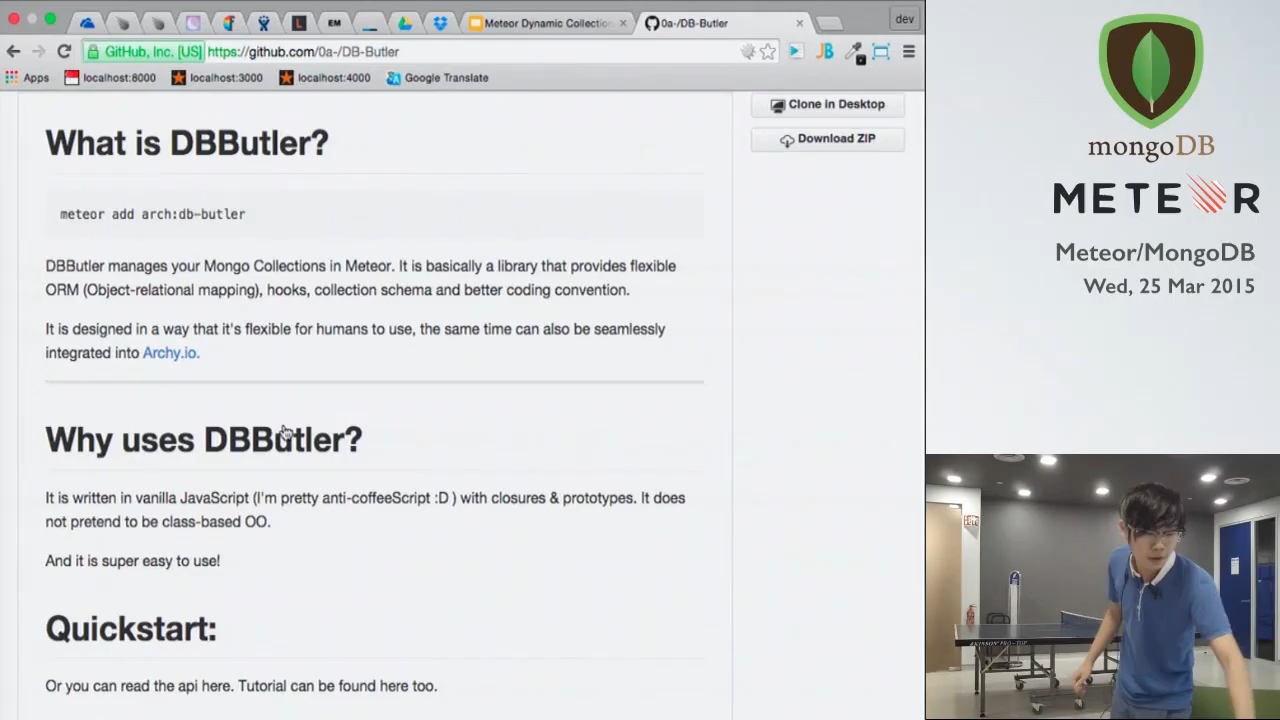 L
EM
Meteor Dynamic Collection
0a-/DB-Butler
dev
GitHub, Inc. [US]
https://github.com/0a-/DB-Butler
JB
Apps
localhost:8000
localhost:3000
localhost:4000
Google Translate
What is DBButler?
meteor add arch:db-butler
DBButler manages your Mongo Collections in Meteor. It is basically a library that provides flexible
ORM (Object-relational mapping), hooks, collection schema and better coding convention.
It is designed in a way that it's flexible for humans to use, the same time can also be seamlessly
integrated into Archy.io.
Why uses DBButler?
It is written in vanilla JavaScript (I'm pretty anti-coffeeScript :D ) with closures & prototypes. It does
not pretend to be class-based OO.
And it is super easy to use!
Quickstart:
Or you can read the api here. Tutorial can be found here too.
Clone in Desktop
Download ZIP
mongoDB
METEOR
Meteor/MongoDB
Wed, 25 Mar 2015